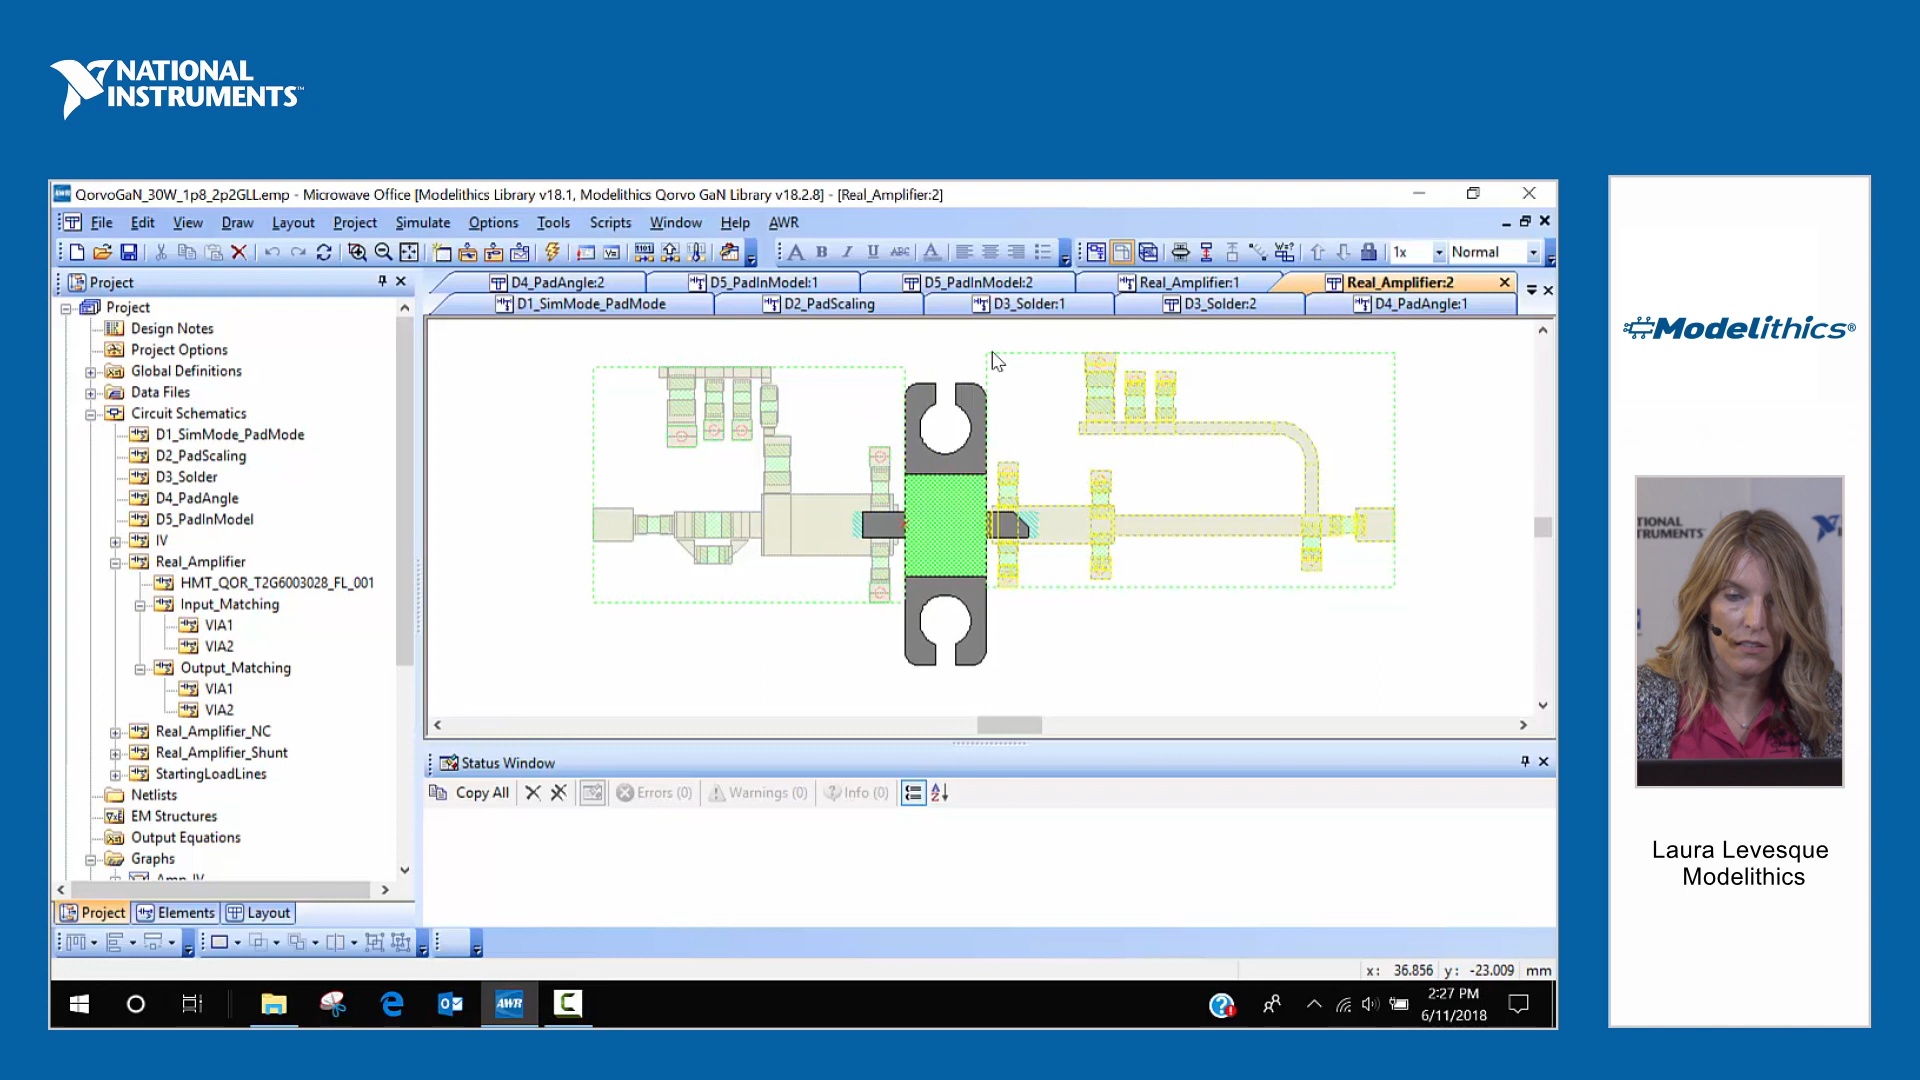 NATIONAL
INSTRUMENTS™
QorvoGaN_30W_1p8_2p2GLL.emp - Microwave Office [Modelithics Library v18.1, Modelithics Qorvo GaN Library v18.2.8] - [Real_Amplifier:2]
File Edit View Draw Layout Project Simulate Options Tools Scripts Window Help AWR
1x Normal
Project
D4_PadAngle:2 D5_PadInModel:1 D5_PadInModel:2 Real_Amplifier:1 Real_Amplifier:2
D1_SimMode_PadMode D2_PadScaling D3_Solder:1 D3_Solder:2 D4_PadAngle:1
Project
Design Notes
Project Options
Global Definitions
Data Files
Circuit Schematics
D1_SimMode_PadMode
D2_PadScaling
D3_Solder
D4_PadAngle
D5_PadInModel
IV
Real_Amplifier
HMT_QOR_T2G6003028_FL_001
Input_Matching
VIA1
VIA2
Output_Matching
VIA1
VIA2
Real_Amplifier_NC
Real_Amplifier_Shunt
StartingLoadLines
Netlists
EM Structures
Output Equations
Graphs
Amp_IV
Project Elements Layout
Status Window
Copy All Errors (0) Warnings (0) Info (0)
x: 36.856 y: -23.009 mm
AWR
2:27 PM
6/11/2018
Modelithics®
TIONAL
TRUMENTS
Laura Levesque
Modelithics